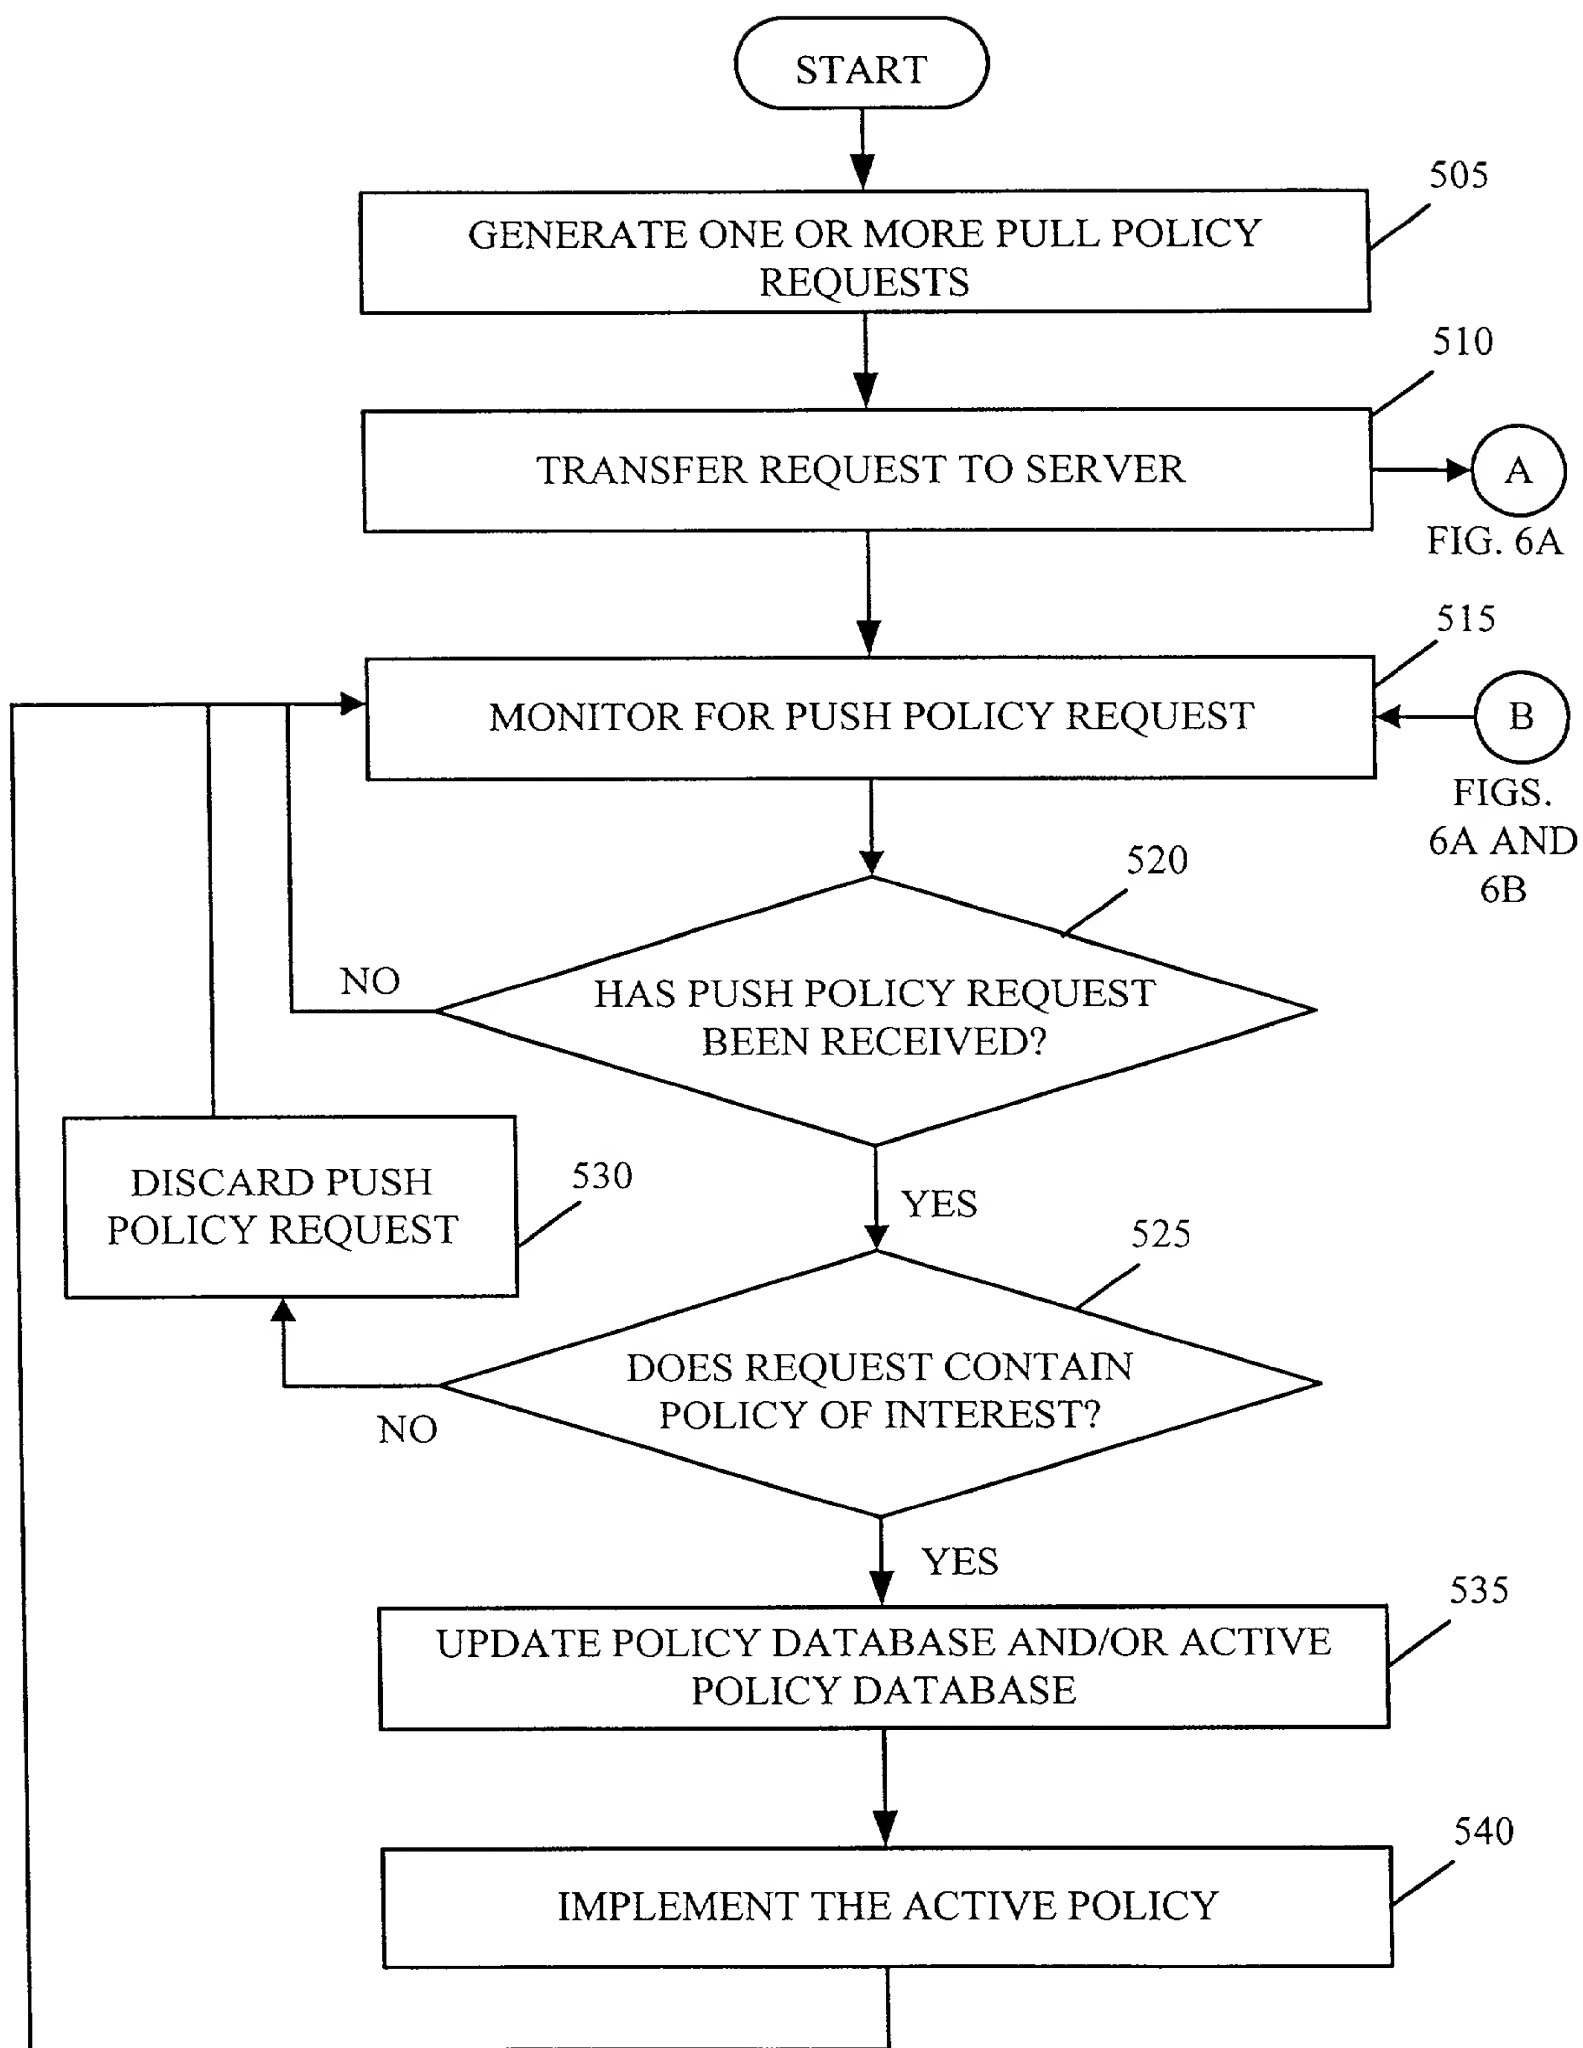 START
505
GENERATE ONE OR MORE PULL POLICY
REQUESTS
510
TRANSFER REQUEST TO SERVER
A
FIG. 6A
515
MONITOR FOR PUSH POLICY REQUEST
B
FIGS.
6A AND
6B
520
NO
HAS PUSH POLICY REQUEST
BEEN RECEIVED?
DISCARD PUSH
POLICY REQUEST
530
YES
525
DOES REQUEST CONTAIN
POLICY OF INTEREST?
NO
YES
535
UPDATE POLICY DATABASE AND/OR ACTIVE
POLICY DATABASE
540
IMPLEMENT THE ACTIVE POLICY